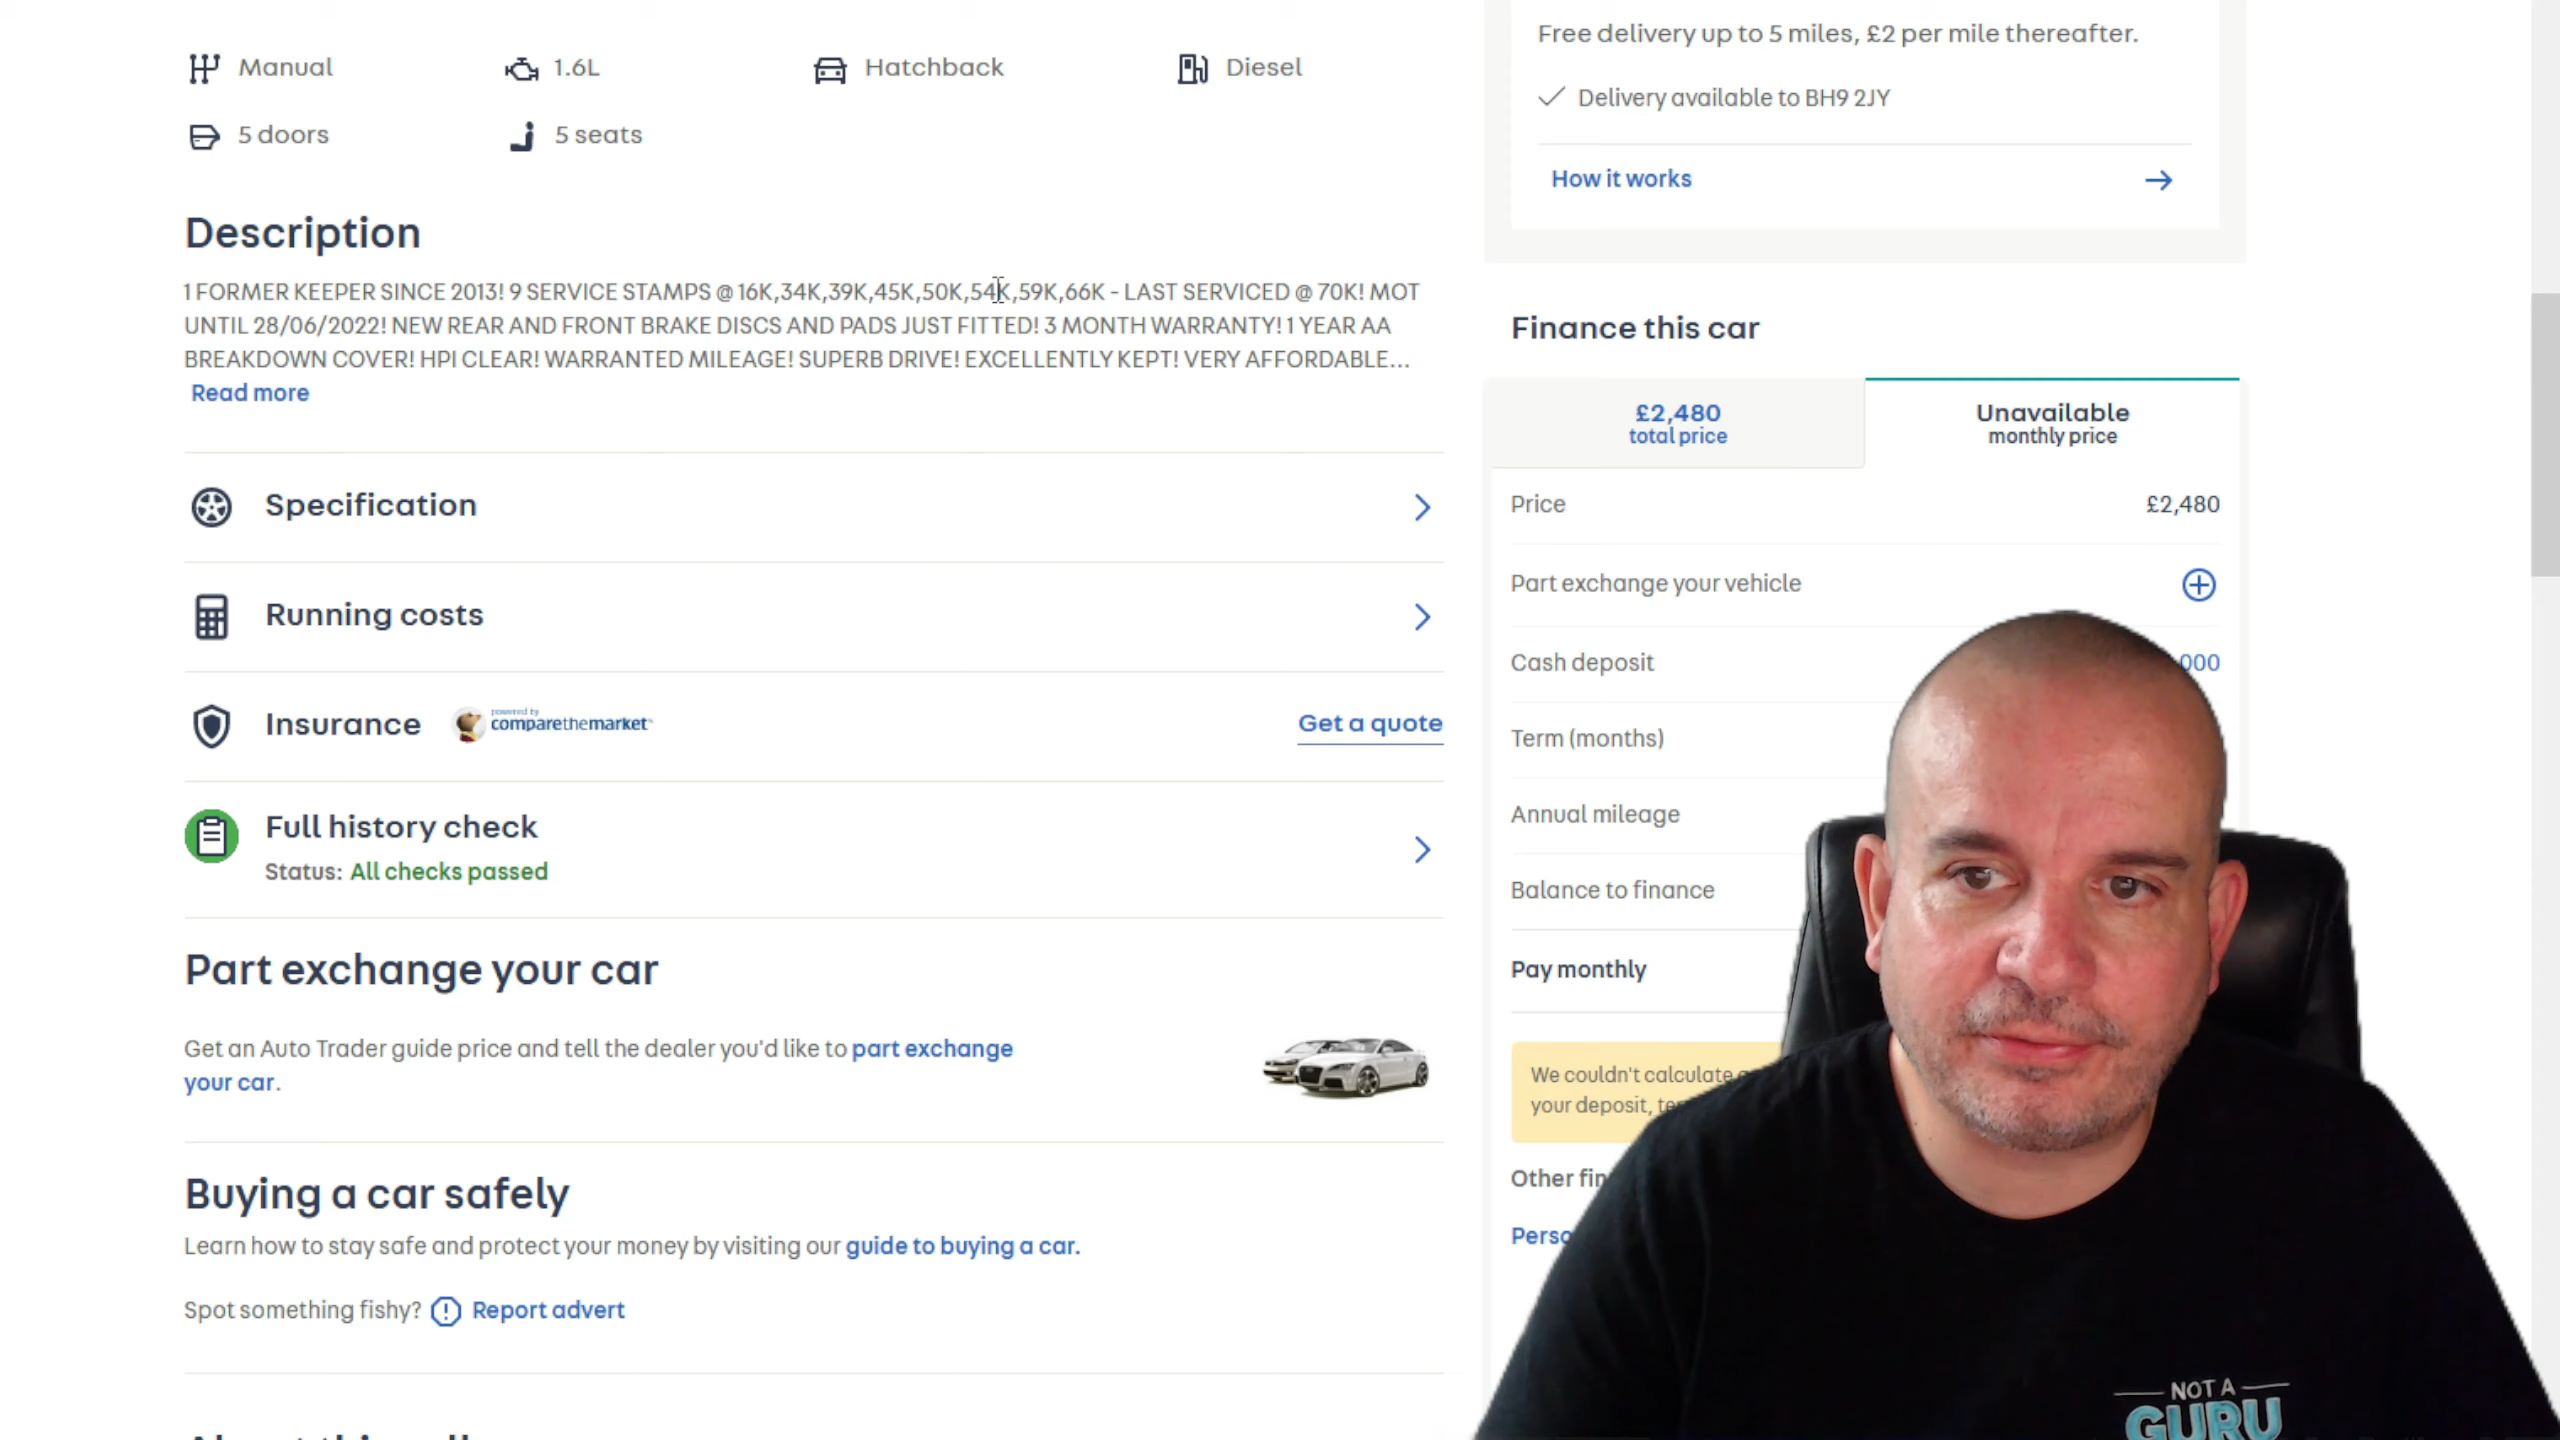 Manual
1.6L
Hatchback
Diesel
5 doors
5 seats
Description
1 FORMER KEEPER SINCE 2013! 9 SERVICE STAMPS @ 16K,34K,39K,45K,50K,54K,59K,66K - LAST SERVICED @ 70K! MOT
UNTIL 28/06/2022! NEW REAR AND FRONT BRAKE DISCS AND PADS JUST FITTED! 3 MONTH WARRANTY! 1 YEAR AA
BREAKDOWN COVER! HPI CLEAR! WARRANTED MILEAGE! SUPERB DRIVE! EXCELLENTLY KEPT! VERY AFFORDABLE...
Read more
Specification
Running costs
Insurance
powered by
comparethemarket
Get a quote
Full history check
Status: All checks passed
Part exchange your car
Get an Auto Trader guide price and tell the dealer you'd like to part exchange
your car.
Buying a car safely
Learn how to stay safe and protect your money by visiting our guide to buying a car.
Spot something fishy? Report advert
Free delivery up to 5 miles, £2 per mile thereafter.
Delivery available to BH9 2JY
How it works
Finance this car
£2,480
total price
Unavailable
monthly price
Price
£2,480
Part exchange your vehicle
Cash deposit
000
Term (months)
Annual mileage
Balance to finance
Pay monthly
We couldn't calculate
your deposit,
Other
NOT A
GURU